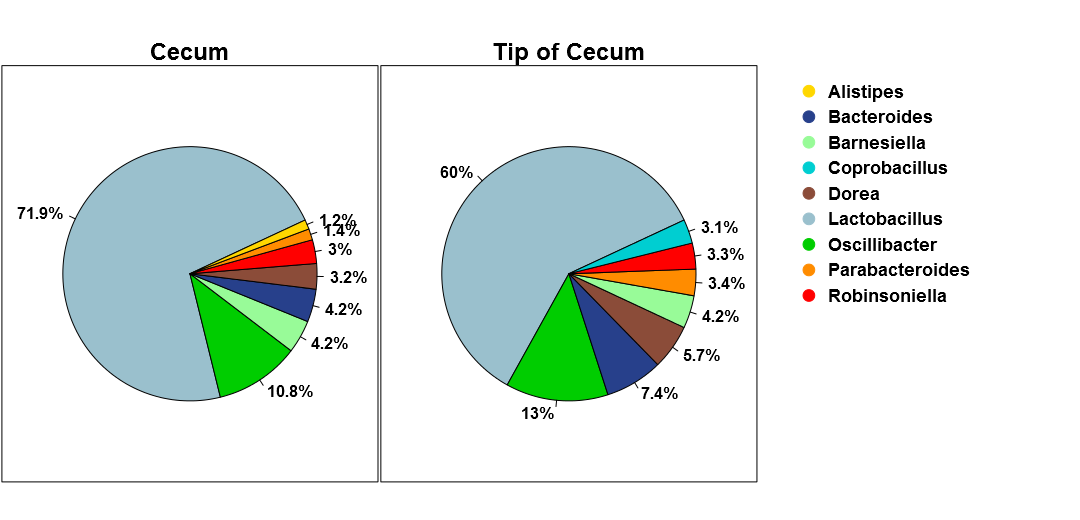 Cecum
Tip of Cecum
71.9%
1.2%
1.4%
3%
3.2%
4.2%
4.2%
10.8%
60%
3.1%
3.3%
3.4%
4.2%
5.7%
7.4%
13%
Alistipes
Bacteroides
Barnesiella
Coprobacillus
Dorea
Lactobacillus
Oscillibacter
Parabacteroides
Robinsoniella